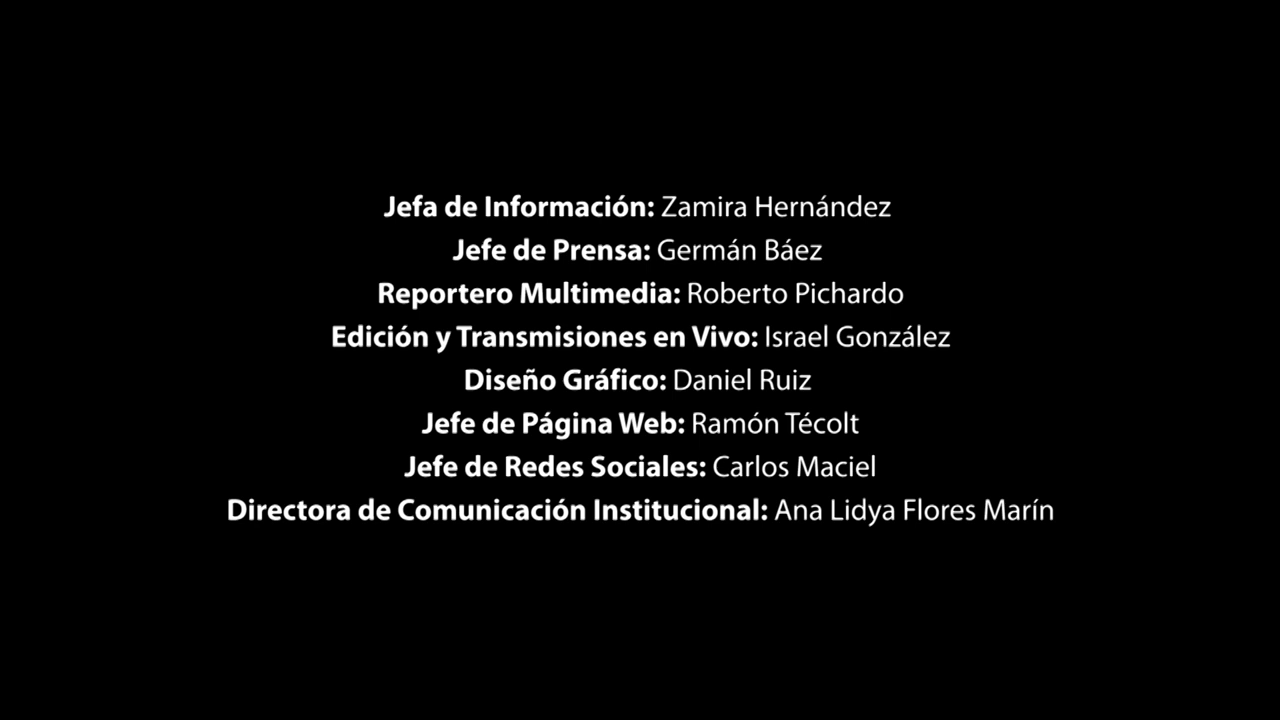 Jefa de Información: Zamira Hernández
Jefe de Prensa: Germán Báez
Reportero Multimedia: Roberto Pichardo
Edición y Transmisiones en Vivo: Israel González
Diseño Gráfico: Daniel Ruiz
Jefe de Página Web: Ramón Técolt
Jefe de Redes Sociales: Carlos Maciel
Directora de Comunicación Institucional: Ana Lidya Flores Marín